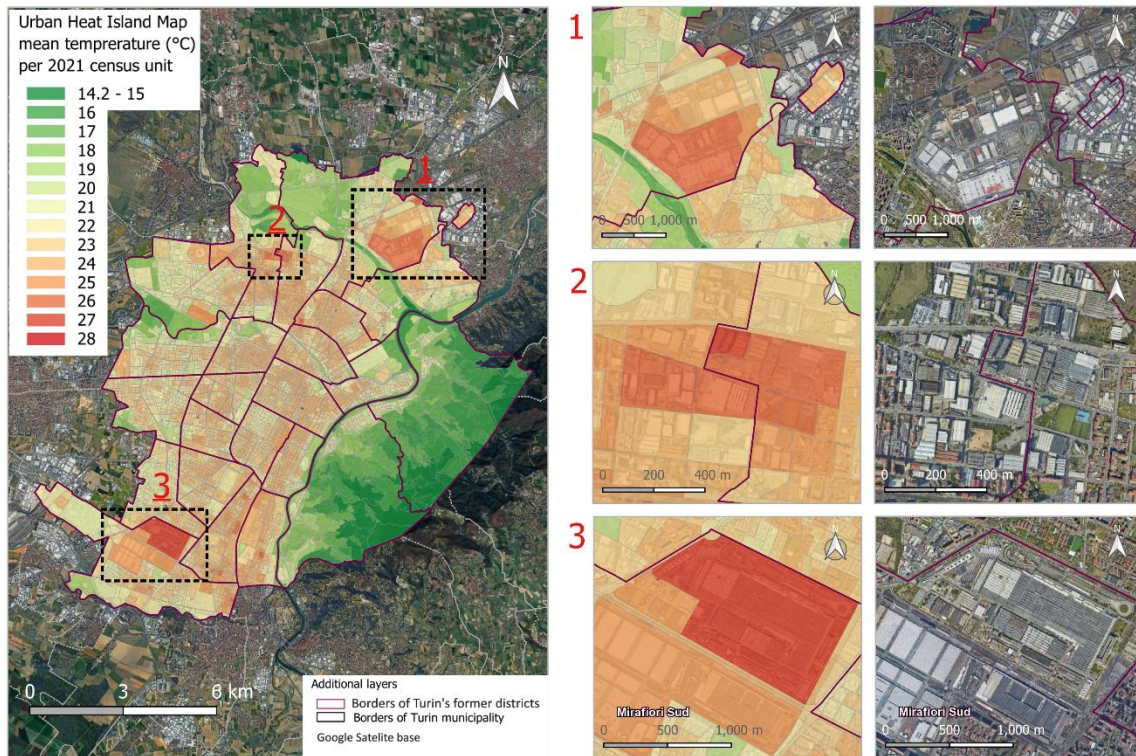 Urban Heat Island Map
mean temprerature (°C)
per 2021 census unit
14.2 - 15
16
17
18
19
20
21
22
23
24
25
26
27
28
N
1
2
3
0 3 6 km
Additional layers
Borders of Turin's former districts
Borders of Turin municipality
Google Satellite base
1
N
0 500 1,000 m
N
0 500 1,000 m
2
N
0 200 400 m
N
0 200 400 m
3
N
Mirafiori Sud
0 500 1,000 m
N
Mirafiori Sud
0 500 1,000 m